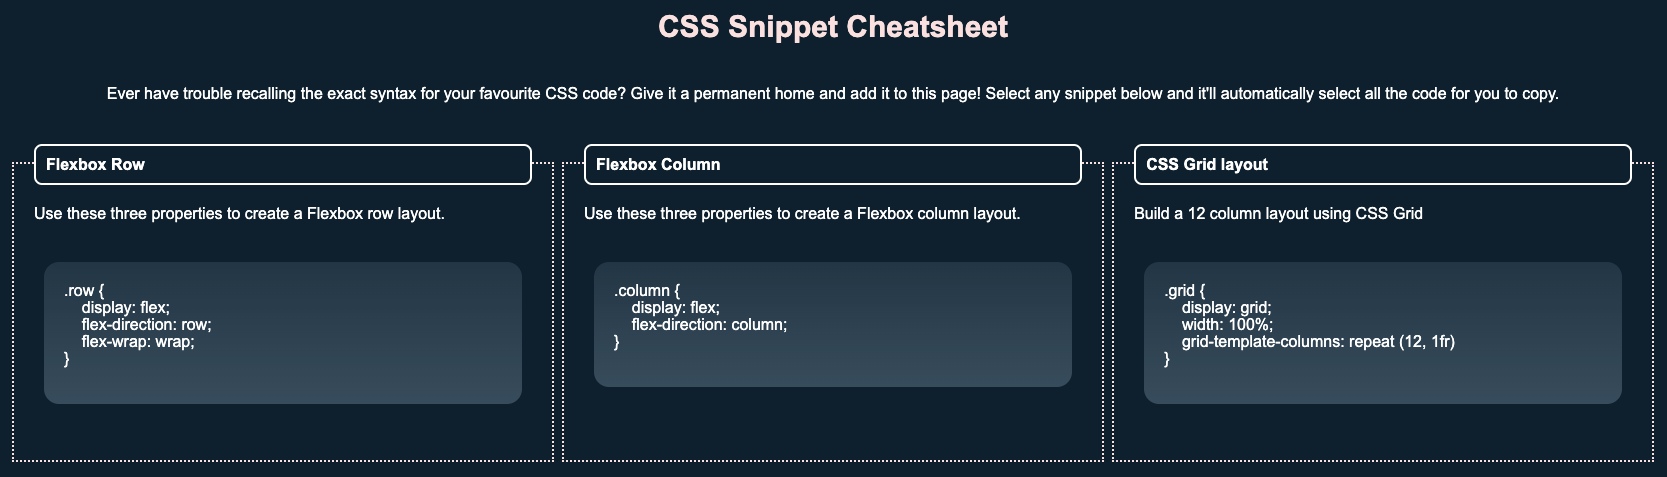 CSS Snippet Cheatsheet
Ever have trouble recalling the exact syntax for your favourite CSS code? Give it a permanent home and add it to this page! Select any snippet below and it'll automatically select all the code for you to copy.
Flexbox Row
Use these three properties to create a Flexbox row layout.
.row {
display: flex;
flex-direction: row;
flex-wrap: wrap;
}
Flexbox Column
Use these three properties to create a Flexbox column layout.
.column {
display: flex;
flex-direction: column;
}
CSS Grid layout
Build a 12 column layout using CSS Grid
.grid {
display: grid;
width: 100%;
grid-template-columns: repeat (12, 1fr)
}